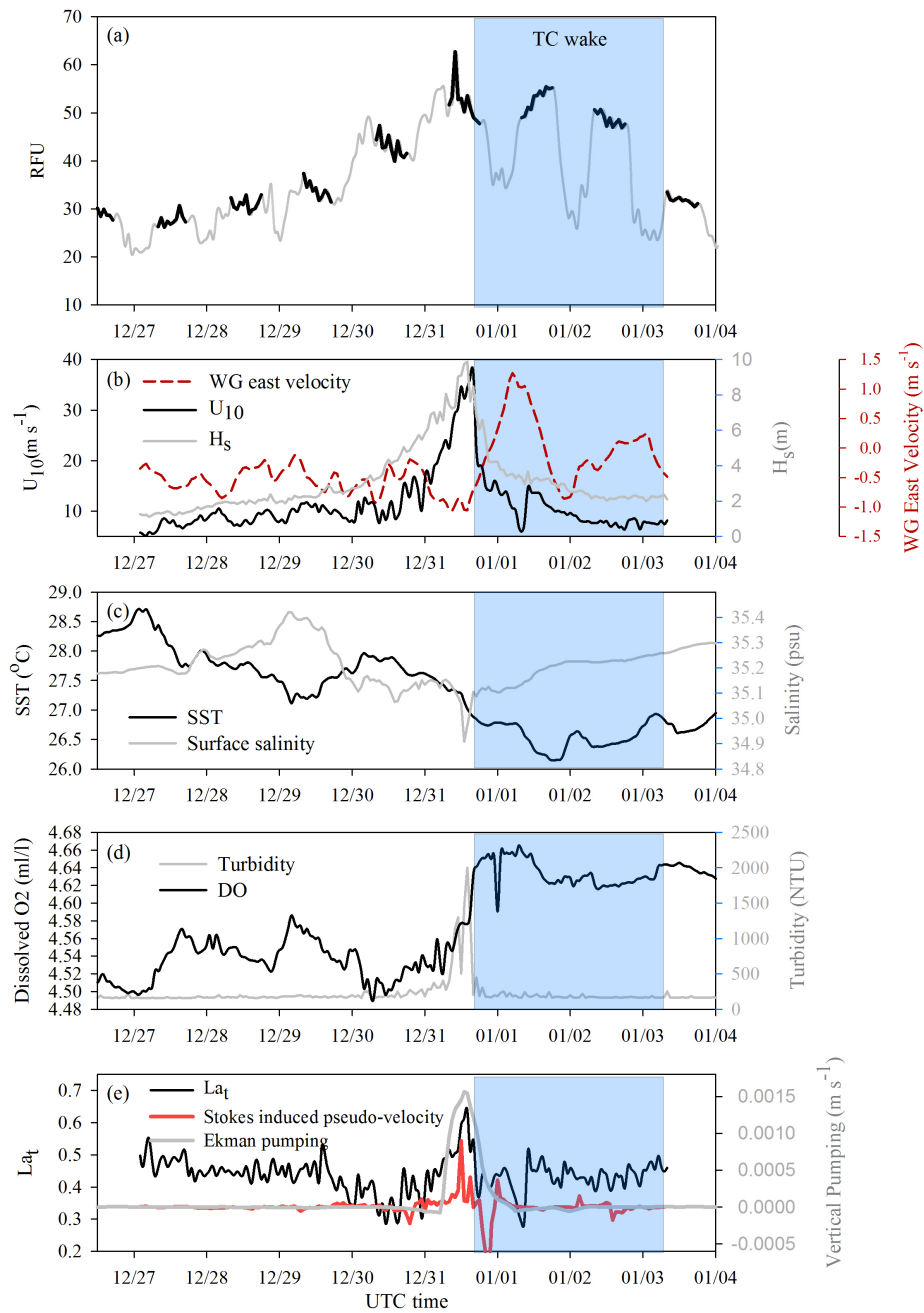 (a)
TC wake
RFU
70
60
50
40
30
20
10
12/27 12/28 12/29 12/30 12/31 01/01 01/02 01/03 01/04
(b)
WG east velocity
U10
Hs
U10(m s-1)
40
30
20
10
Hs(m)
10
8
6
4
2
0
WG East Velocity (m s-1)
1.5
1.0
0.5
0.0
-0.5
-1.0
-1.5
12/27 12/28 12/29 12/30 12/31 01/01 01/02 01/03 01/04
(c)
SST
Surface salinity
SST (OC)
29.0
28.5
28.0
27.5
27.0
26.5
26.0
Salinity (psu)
35.4
35.3
35.2
35.1
35.0
34.9
34.8
12/27 12/28 12/29 12/30 12/31 01/01 01/02 01/03 01/04
(d)
Turbidity
DO
Dissolved O2 (ml/l)
4.68
4.66
4.64
4.62
4.60
4.58
4.56
4.54
4.52
4.50
4.48
Turbidity (NTU)
2500
2000
1500
1000
500
0
12/27 12/28 12/29 12/30 12/31 01/01 01/02 01/03 01/04
(e)
Lat
Stokes induced pseudo-velocity
Ekman pumping
Lat
0.7
0.6
0.5
0.4
0.3
0.2
Vertical Pumping (m s-1)
0.0015
0.0010
0.0005
0.0000
-0.0005
12/27 12/28 12/29 12/30 12/31 01/01 01/02 01/03 01/04
UTC time